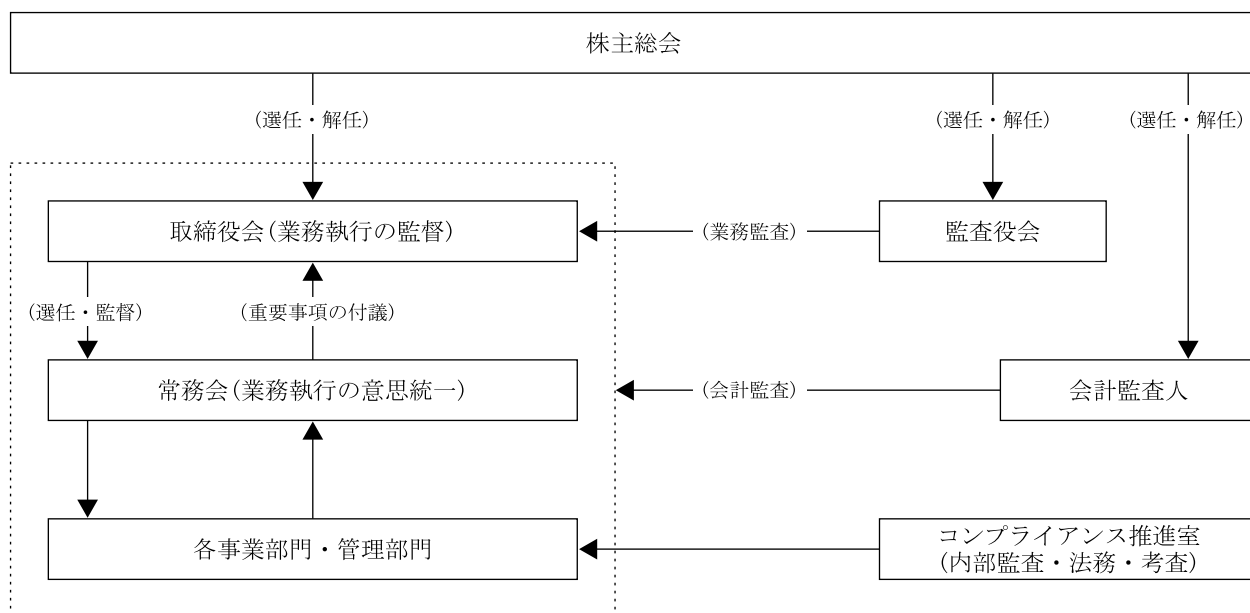 株主総会
(選任・解任)
(選任・解任)
(選任・解任)
取締役会(業務執行の監督)
(業務監査)
監査役会
(選任・監督)
(重要事項の付議)
常務会(業務執行の意思統一)
(会計監査)
会計監査人
各事業部門・管理部門
コンプライアンス推進室
(内部監査・法務・考査)